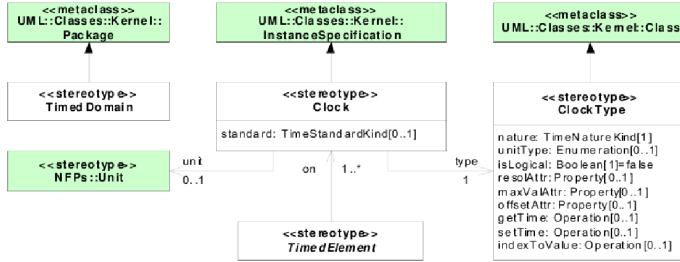 <<metaclass>>
UML::Classes::Kernel::
Package
<<metaclass>>
UML::Classes::Kernel::
InstanceSpecification
<<metaclass>>
UML::Classes::Kernel::Class
<<stereotype>>
TimedDomain
<<stereotype>>
Clock
standard: TimeStandardKind[0..1]
<<stereotype>>
ClockType
nature: TimeNatureKind[1]
unitType: Enumeration[0..1]
isLogical: Boolean[1]=false
resolAttr: Property[0..1]
maxValAttr: Property[0..1]
offsetAttr: Property[0..1]
getTime: Operation[0..1]
setTime: Operation[0..1]
indexToValue: Operation[0..1]
<<stereotype>>
NFPs::Unit
unit
0..1
on
1..*
type
1
<<stereotype>>
TimedElement